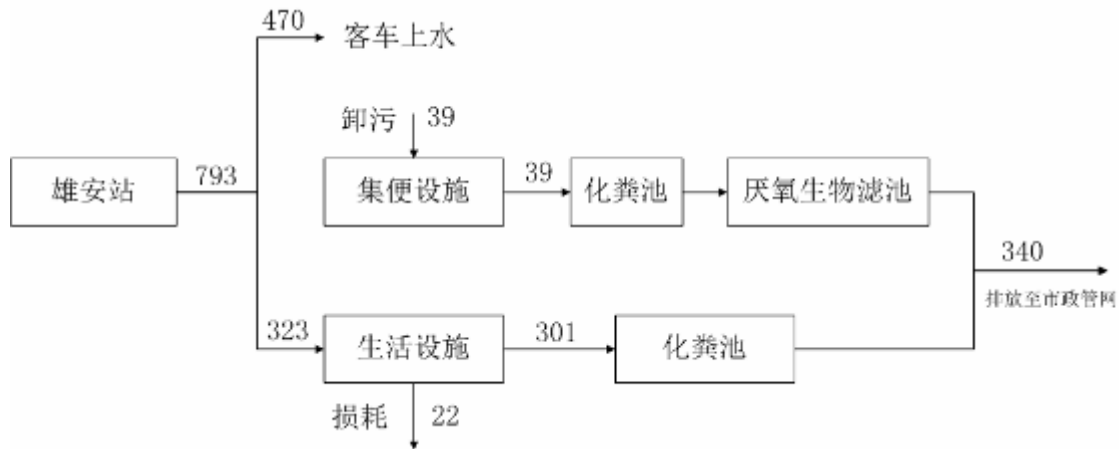 470
客车上水
卸污
39
雄安站
793
集便设施
39
化粪池
厌氧生物滤池
340
排放至市政管网
323
生活设施
301
化粪池
损耗
22